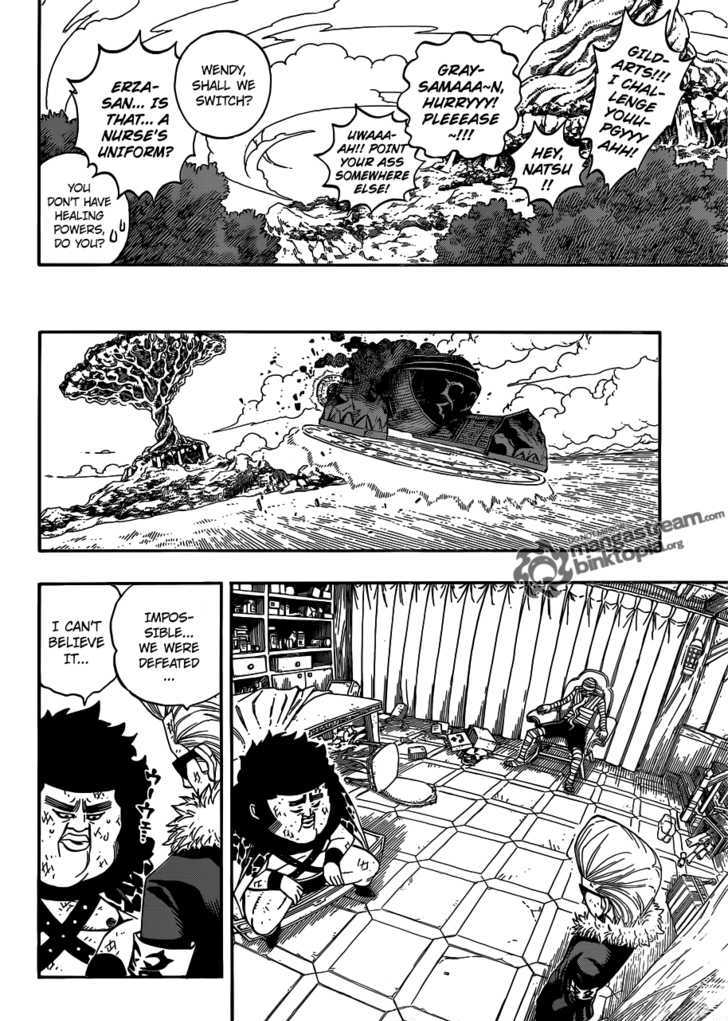 GILD-
ARTS!!!
I CHAL-
LENGE
YOUU-
PGYYY
AHH!
HEY,
NATSU
!!
GRAY-
SAMAAA~N,
HURRYYY!
PLEEEASE
~!!!
UWAAA-
AH!! POINT
YOUR ASS
SOMEWHERE
ELSE!
WENDY,
SHALL WE
SWITCH?
ERZA-
SAN... IS
THAT... A
NURSE'S
UNIFORM?
YOU
DON'T HAVE
HEALING
POWERS,
DO YOU?
mangastream.com
binktopia.org
IMPOS-
SIBLE...
WE WERE
DEFEATED
...
I CAN'T
BELIEVE
IT...